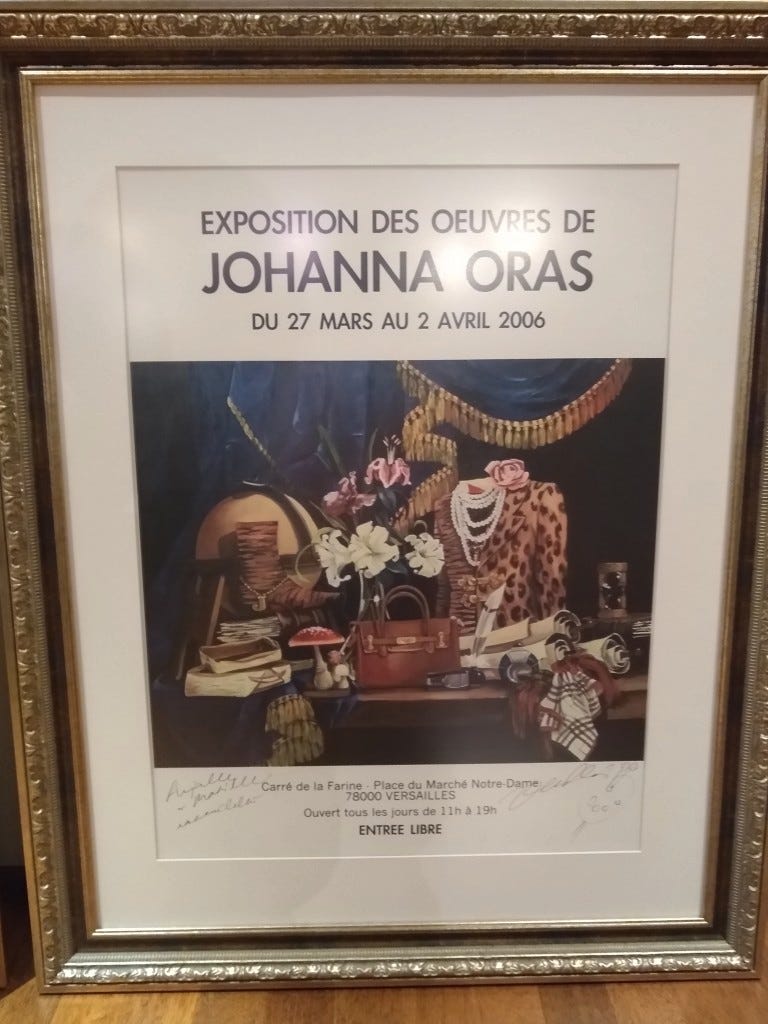 EXPOSITION DES OEUVRES DE
JOHANNA ORAS
DU 27 MARS AU 2 AVRIL 2006
Carré de la Farine - Place du Marché Notre-Dame
78000 VERSAILLES
Ouvert tous les jours de 11h à 19h
ENTREE LIBRE